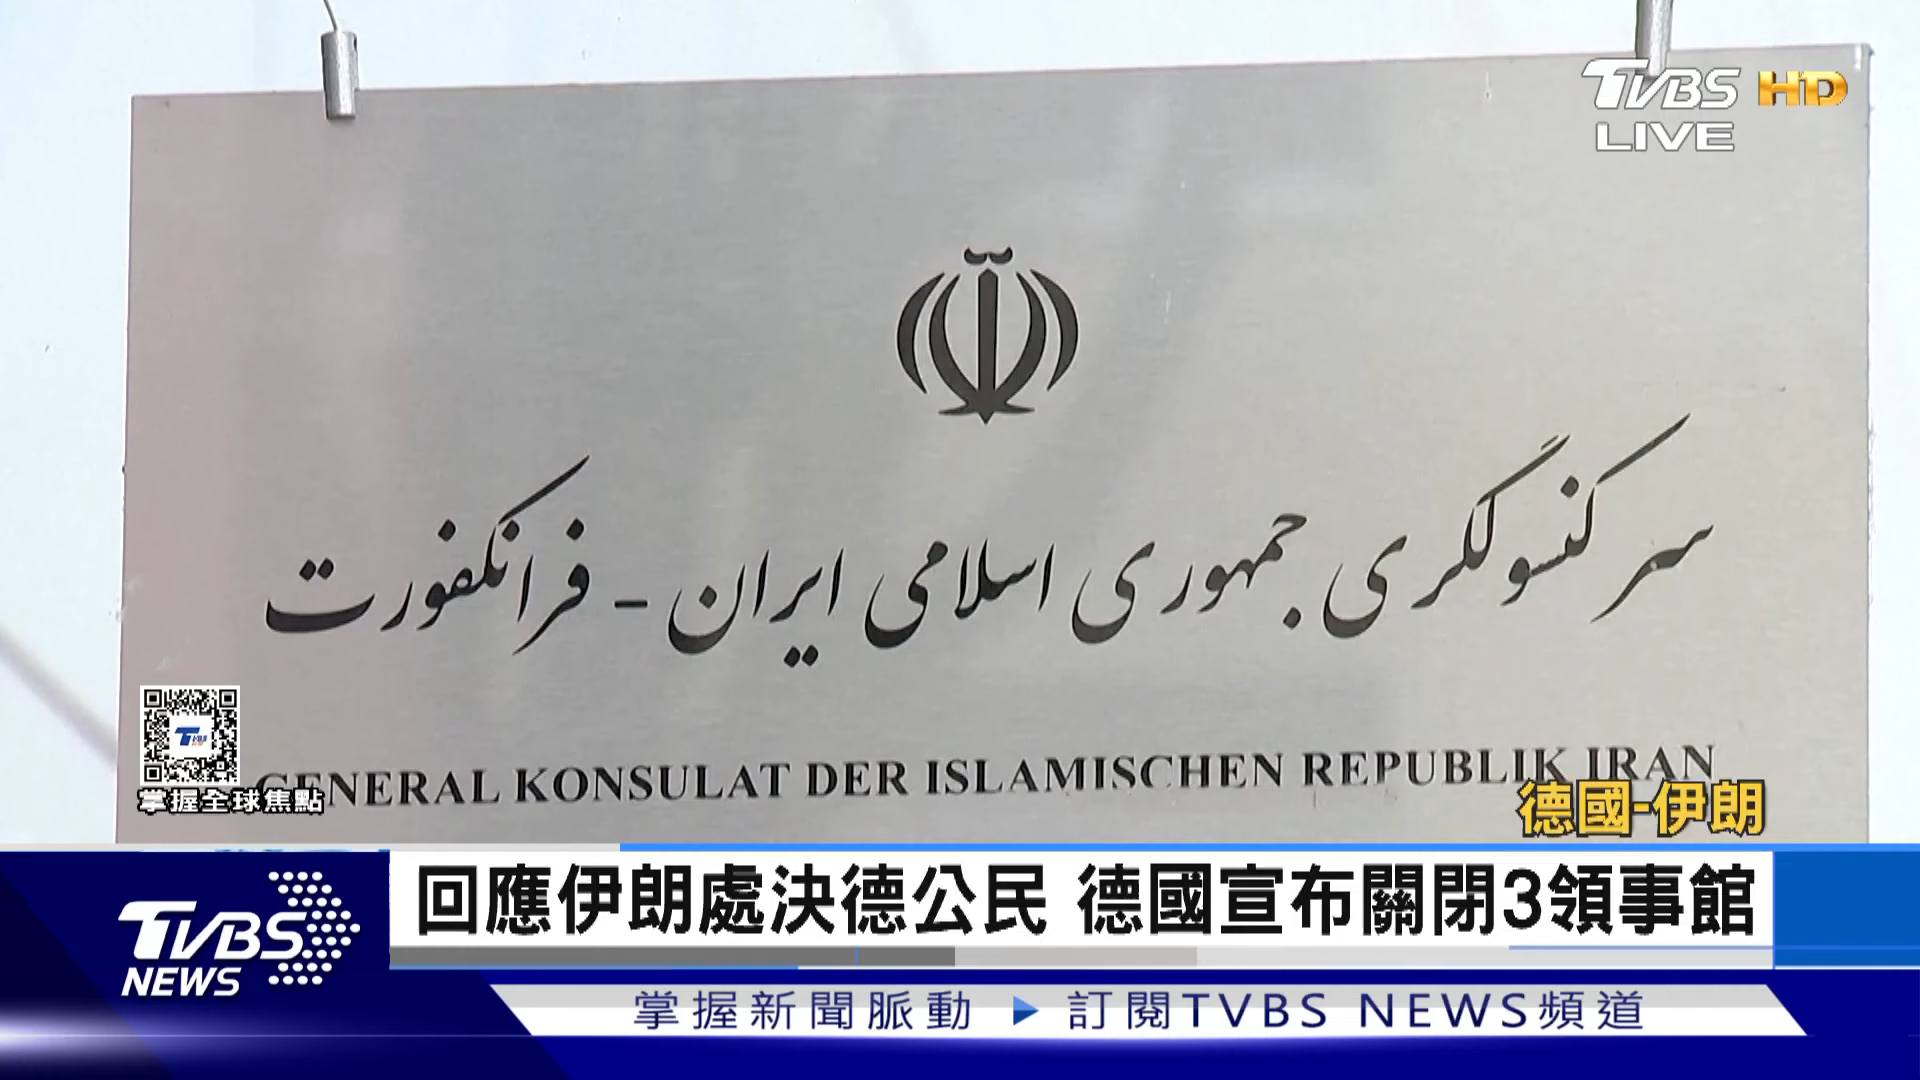 TVBS HD
LIVE
سرکنسولگری جمهوری اسلامی ایران - فرانکفورت
GENERAL KONSULAT DER ISLAMISCHEN REPUBLIK IRAN
TVBS
掌握全球焦點
德國-伊朗
回應伊朗處決德公民 德國宣布關閉3領事館
TVBS
NEWS
掌握新聞脈動 ▶ 訂閱TVBS NEWS頻道